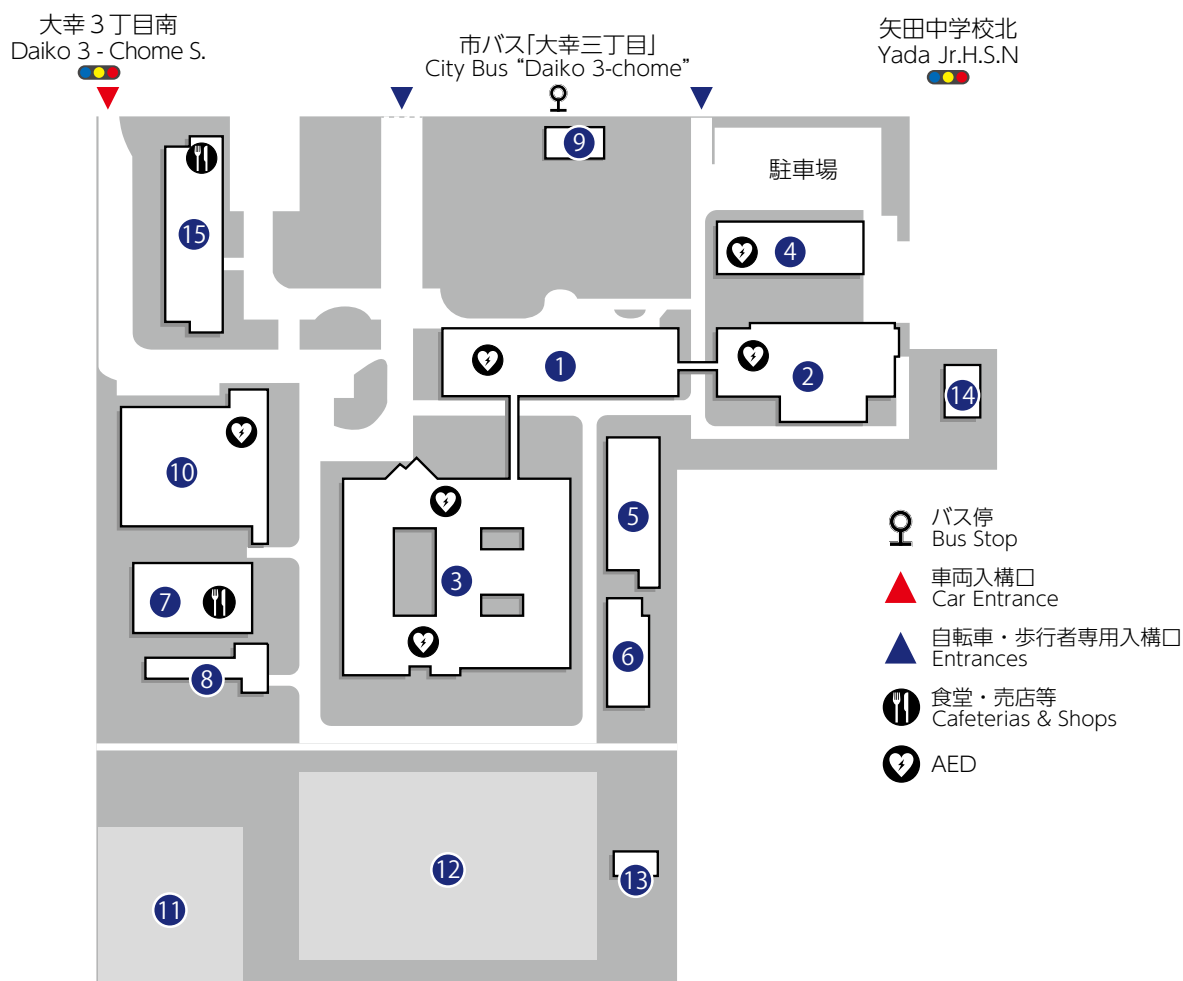 大幸３丁目南
Daiko 3 - Chome S.
市バス「大幸三丁目」
City Bus “Daiko 3-chome”
矢田中学校北
Yada Jr.H.S.N
9
駐車場
15
4
1
2
14
10
5
3
7
6
8
バス停
Bus Stop
車両入構口
Car Entrance
自転車・歩行者専用入構口
Entrances
食堂・売店等
Cafeterias & Shops
AED
12
13
11